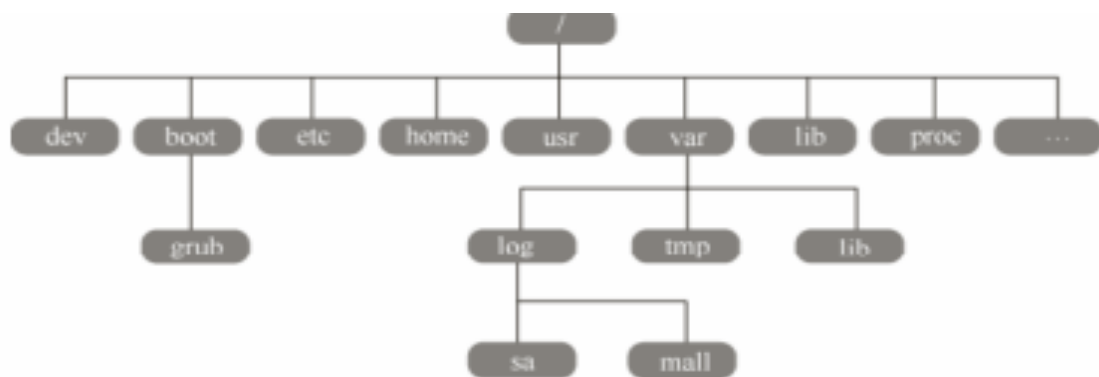 /
dev boot etc home usr var lib proc ...
grub log tmp lib
sa mall